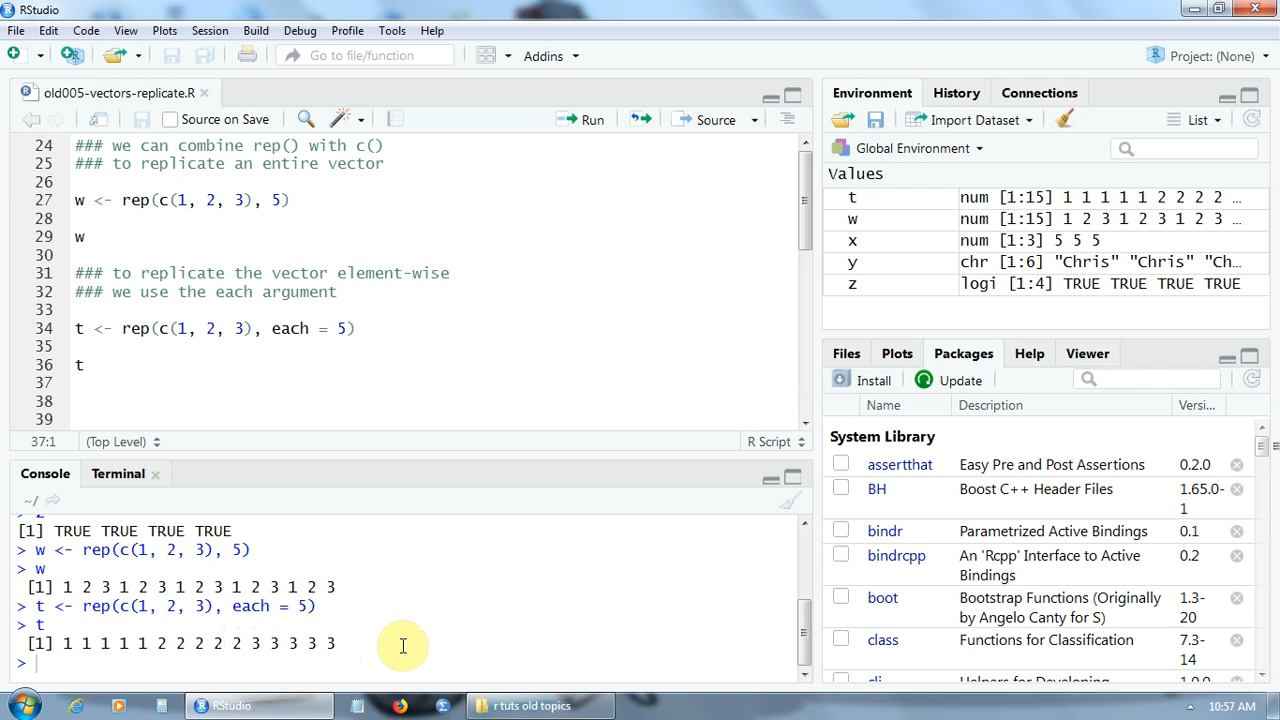 RStudio
File Edit Code View Plots Session Build Debug Profile Tools Help
Go to file/function Addins Project: (None)
old005-vectors-replicate.R
Source on Save Run Source
24 ### we can combine rep() with c()
25 ### to replicate an entire vector
26
27 w <- rep(c(1, 2, 3), 5)
28
29 w
30
31 ### to replicate the vector element-wise
32 ### we use the each argument
33
34 t <- rep(c(1, 2, 3), each = 5)
35
36 t
37
38
39
37:1 (Top Level) R Script
Console Terminal
~/
[1] TRUE TRUE TRUE TRUE
> w <- rep(c(1, 2, 3), 5)
> w
[1] 1 2 3 1 2 3 1 2 3 1 2 3 1 2 3
> t <- rep(c(1, 2, 3), each = 5)
> t
[1] 1 1 1 1 1 2 2 2 2 2 3 3 3 3 3
>
Environment History Connections
Import Dataset List
Global Environment
Values
t num [1:15] 1 1 1 1 1 2 2 2 2 ...
w num [1:15] 1 2 3 1 2 3 1 2 3 ...
x num [1:3] 5 5 5
y chr [1:6] "Chris" "Chris" "Ch...
z logi [1:4] TRUE TRUE TRUE TRUE
Files Plots Packages Help Viewer
Install Update
Name Description Versi...
System Library
assertthat Easy Pre and Post Assertions 0.2.0
BH Boost C++ Header Files 1.65.0-
1
bindr Parametrized Active Bindings 0.1
bindrcpp An 'Rcpp' Interface to Active 0.2
Bindings
boot Bootstrap Functions (Originally 1.3-
by Angelo Canty for S) 20
class Functions for Classification 7.3-
14
RStudio r tuts old topics 10:57 AM